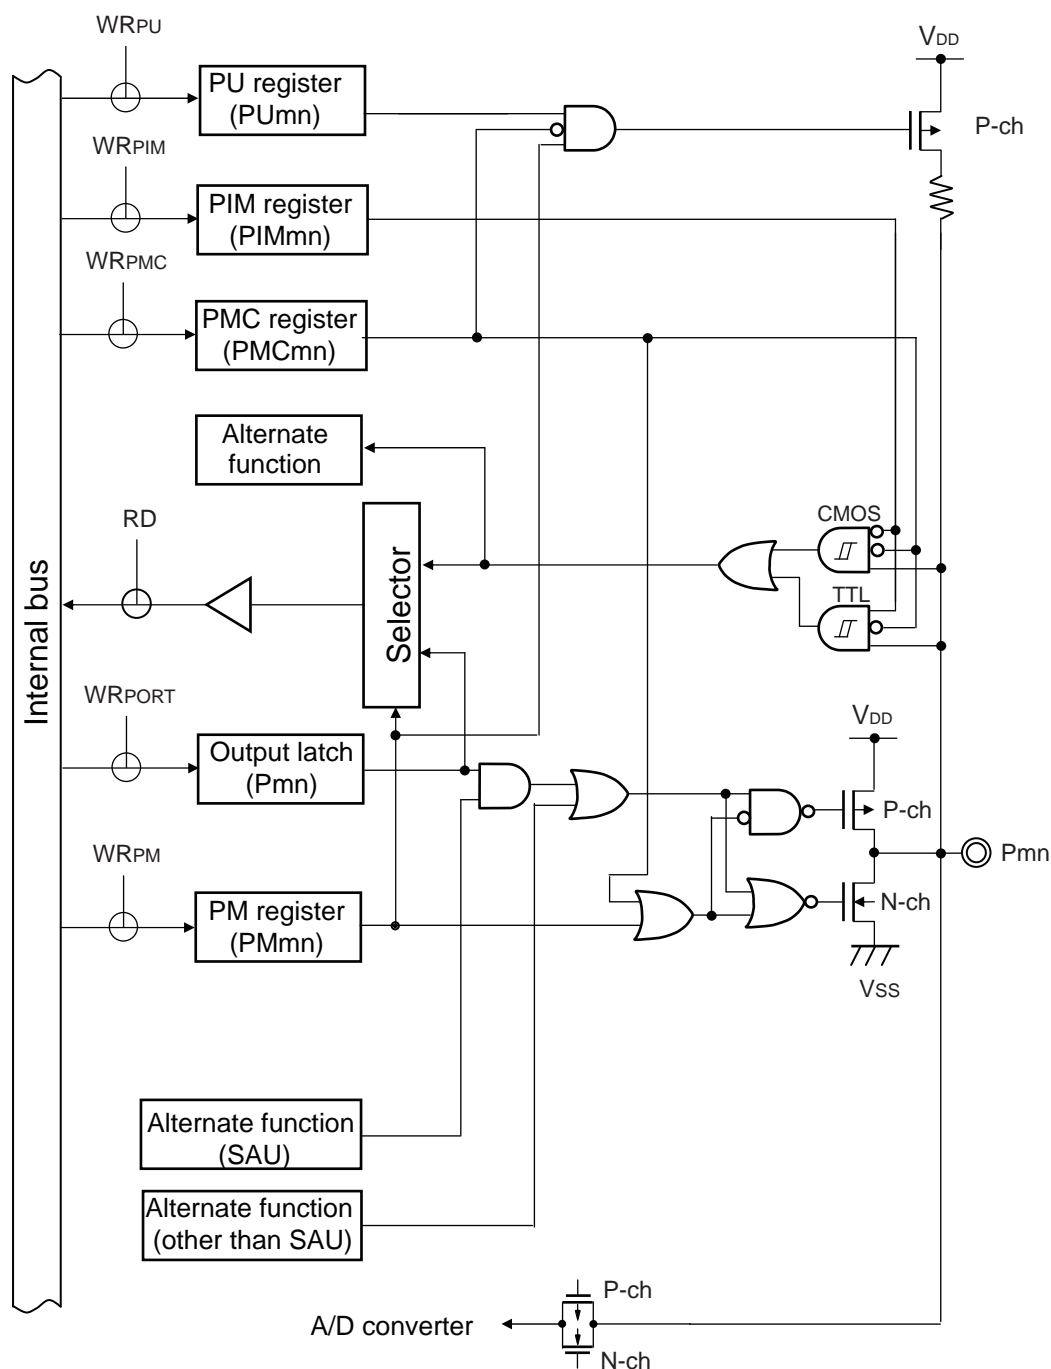 WRPU
VDD
PU register
(PUmn)
P-ch
WRPIM
PIM register
(PIMmn)
WRPMC
PMC register
(PMCmn)
Alternate
function
CMOS
RD
TTL
Selector
Internal bus
WRPORT
VDD
Output latch
(Pmn)
P-ch
WRPM
Pmn
PM register
(PMmn)
N-ch
VSS
Alternate function
(SAU)
Alternate function
(other than SAU)
P-ch
A/D converter
N-ch